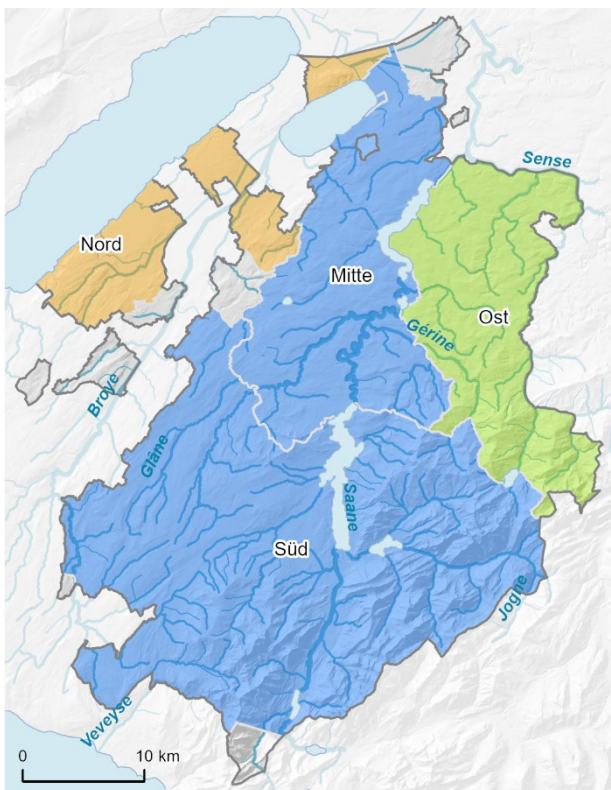 Sense
Nord
Mitte
Ost
Gérine
Broye
Glâne
Saane
Süd
Jogne
Veveyse
0 10 km